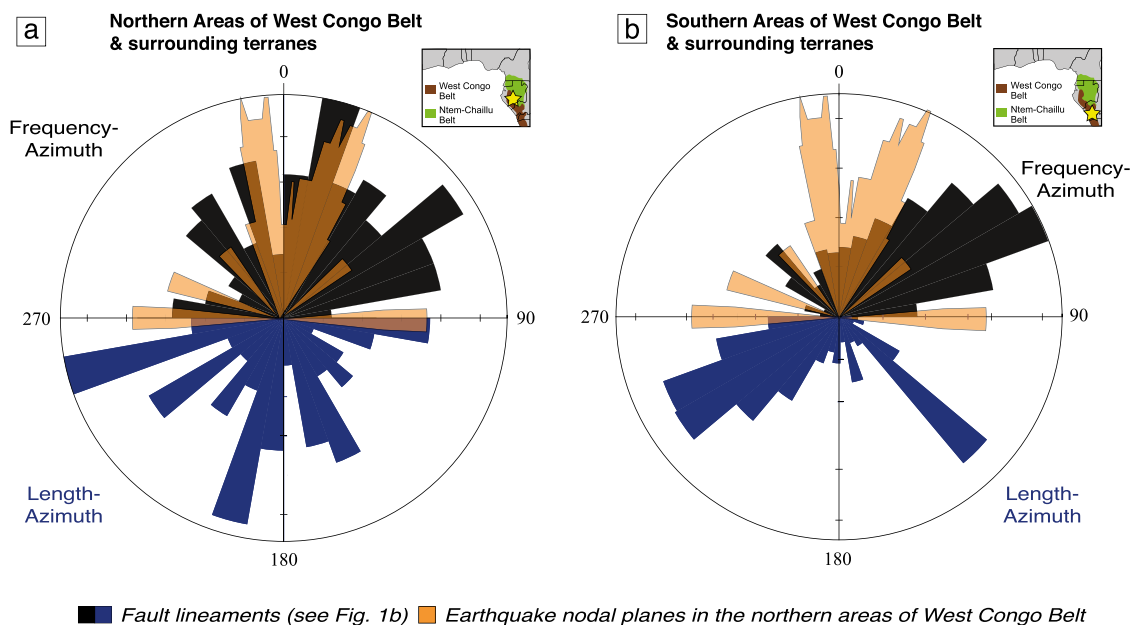 a
Northern Areas of West Congo Belt
& surrounding terranes
West Congo
Belt
Ntem-Chaillu
Belt
0
Frequency-
Azimuth
270
90
Length-
Azimuth
180
b
Southern Areas of West Congo Belt
& surrounding terranes
West Congo
Belt
Ntem-Chaillu
Belt
0
Frequency-
Azimuth
270
90
Length-
Azimuth
180
Fault lineaments (see Fig. 1b) Earthquake nodal planes in the northern areas of West Congo Belt